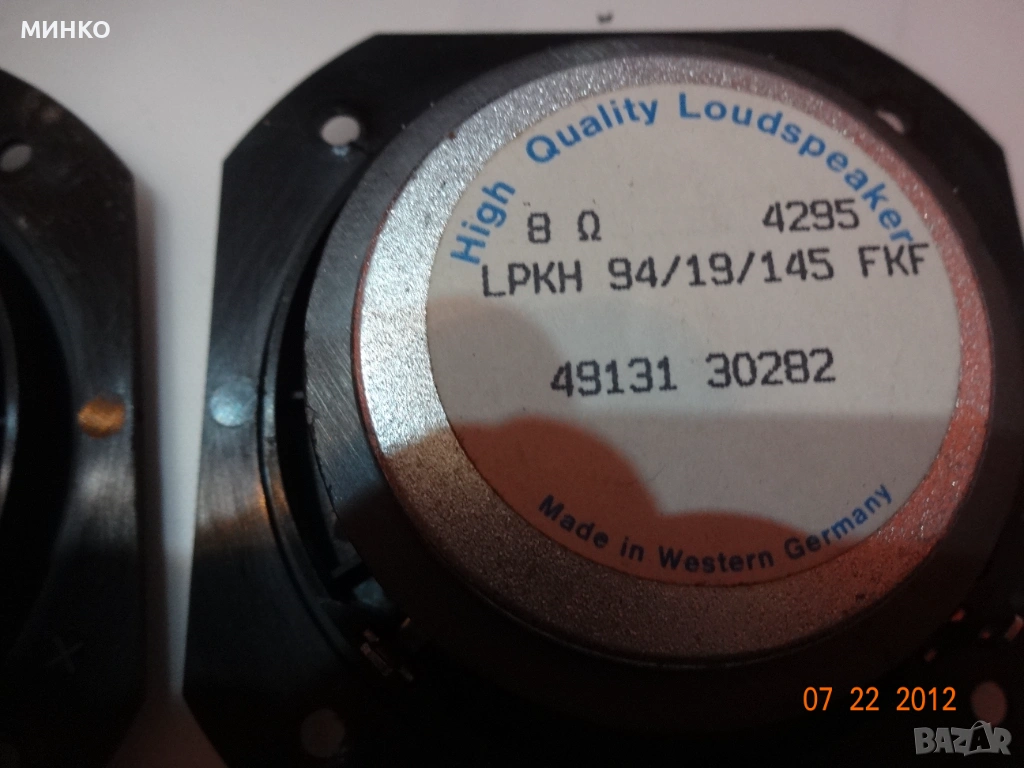 МИНКО
High Quality Loudspeaker
8 Ω 4295
LPKH 94/19/145 FKF
49131 30282
Made in Western Germany
+
07 22 2012
BAZAR